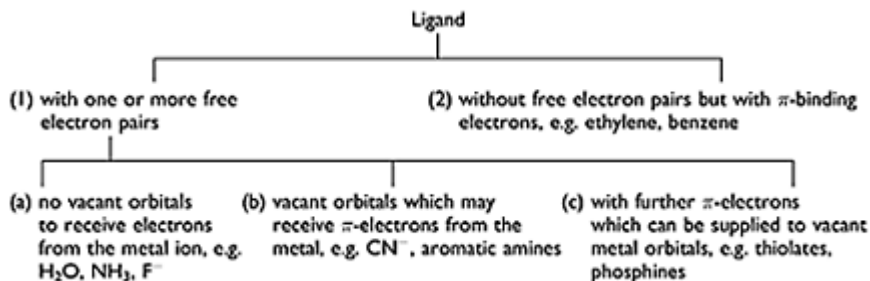 Ligand
(1) with one or more free
electron pairs
(2) without free electron pairs but with π-binding
electrons, e.g. ethylene, benzene
(a) no vacant orbitals
to receive electrons
from the metal ion, e.g.
H₂O, NH₃, F⁻
(b) vacant orbitals which may
receive π-electrons from the
metal, e.g. CN⁻, aromatic amines
(c) with further π-electrons
which can be supplied to vacant
metal orbitals, e.g. thiolates,
phosphines